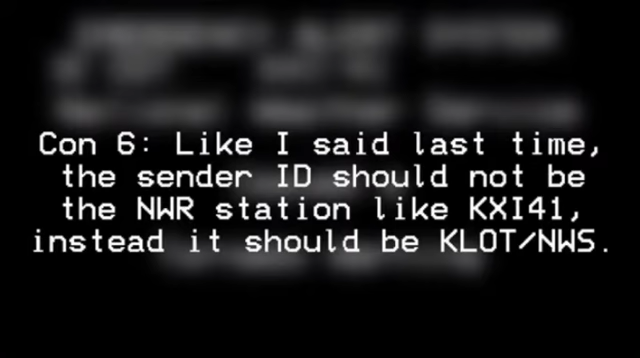 Con 6: Like I said last time,
the sender ID should not be
the NWR station like KXI41,
instead it should be KLOT/NWS.